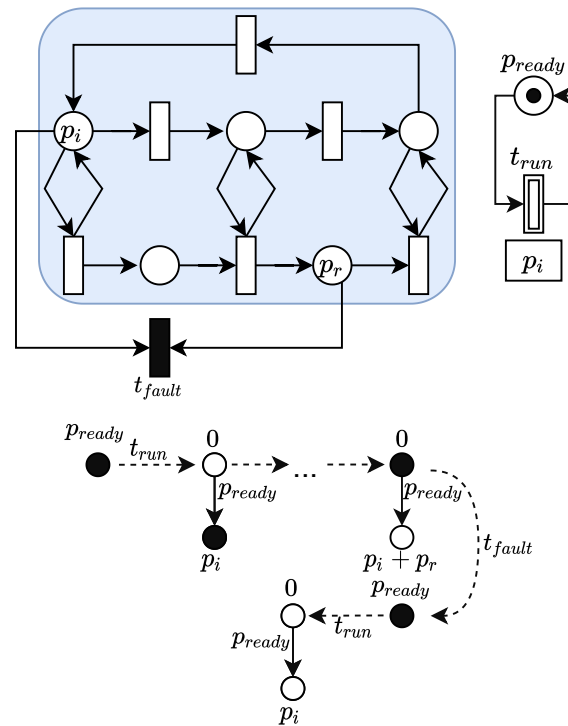 p_ready
p_i
t_run
p_r
p_i
t_fault
p_ready
t_run
0
0
p_ready
p_ready
...
p_i
p_i + p_r
t_fault
0
p_ready
t_run
p_ready
p_i